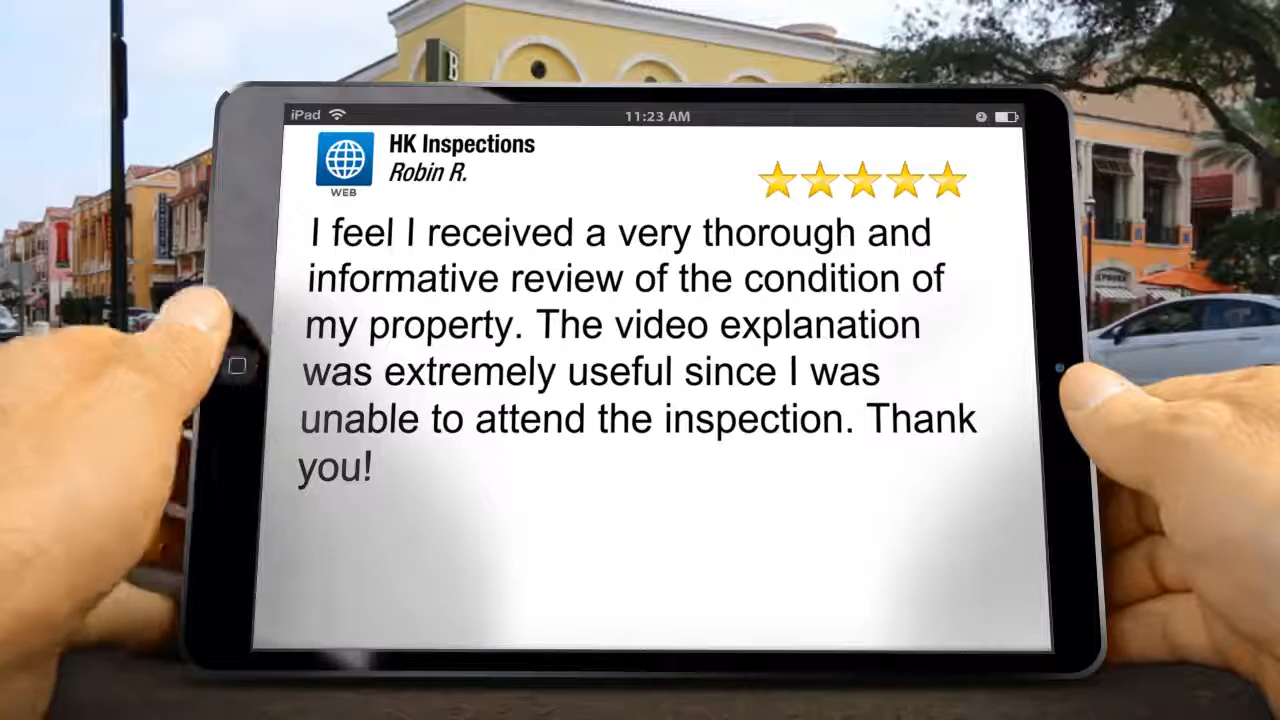 B
iPad 11:23 AM
HK Inspections
Robin R.
WEB
I feel I received a very thorough and
informative review of the condition of
my property. The video explanation
was extremely useful since I was
unable to attend the inspection. Thank
you!